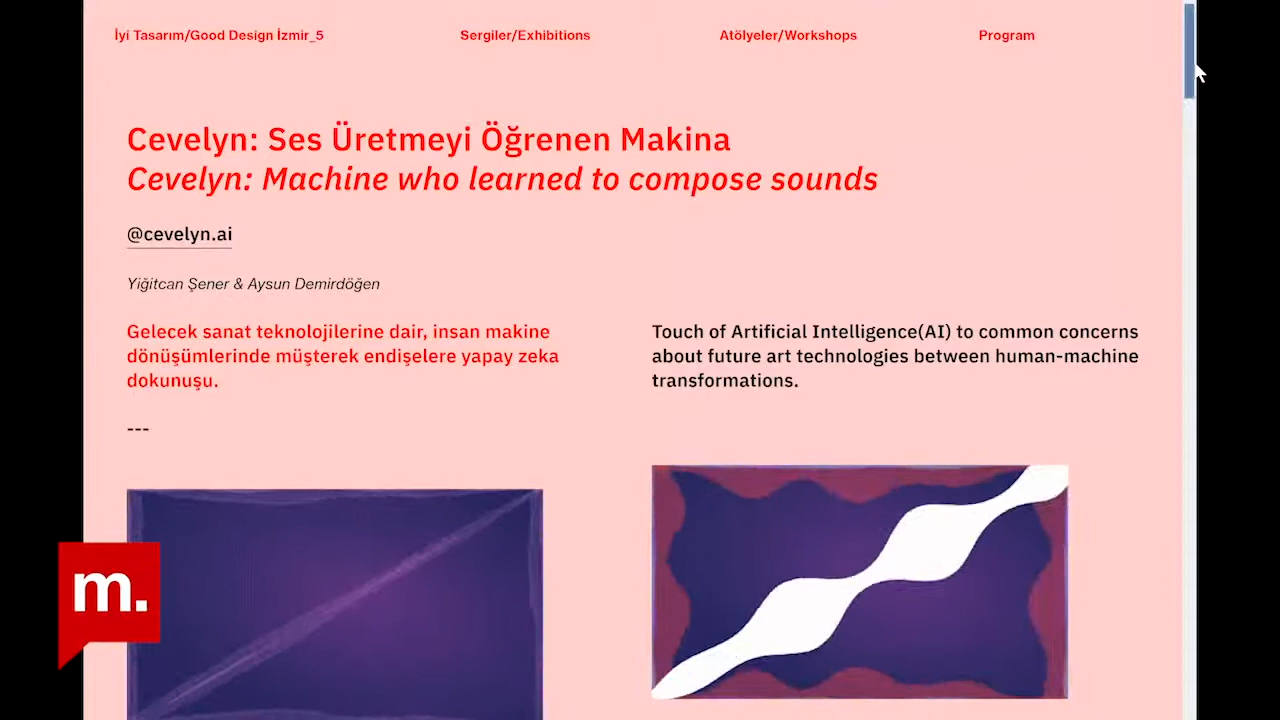 İyi Tasarım/Good Design İzmir_5
Sergiler/Exhibitions
Atölyeler/Workshops
Program
Cevelyn: Ses Üretmeyi Öğrenen Makina
Cevelyn: Machine who learned to compose sounds
@cevelyn.ai
Yiğitcan Şener & Aysun Demirdöğen
Gelecek sanat teknolojilerine dair, insan makine
dönüşümlerinde müşterek endişelere yapay zeka
dokunuşu.
---
Touch of Artificial Intelligence(AI) to common concerns
about future art technologies between human-machine
transformations.
m.